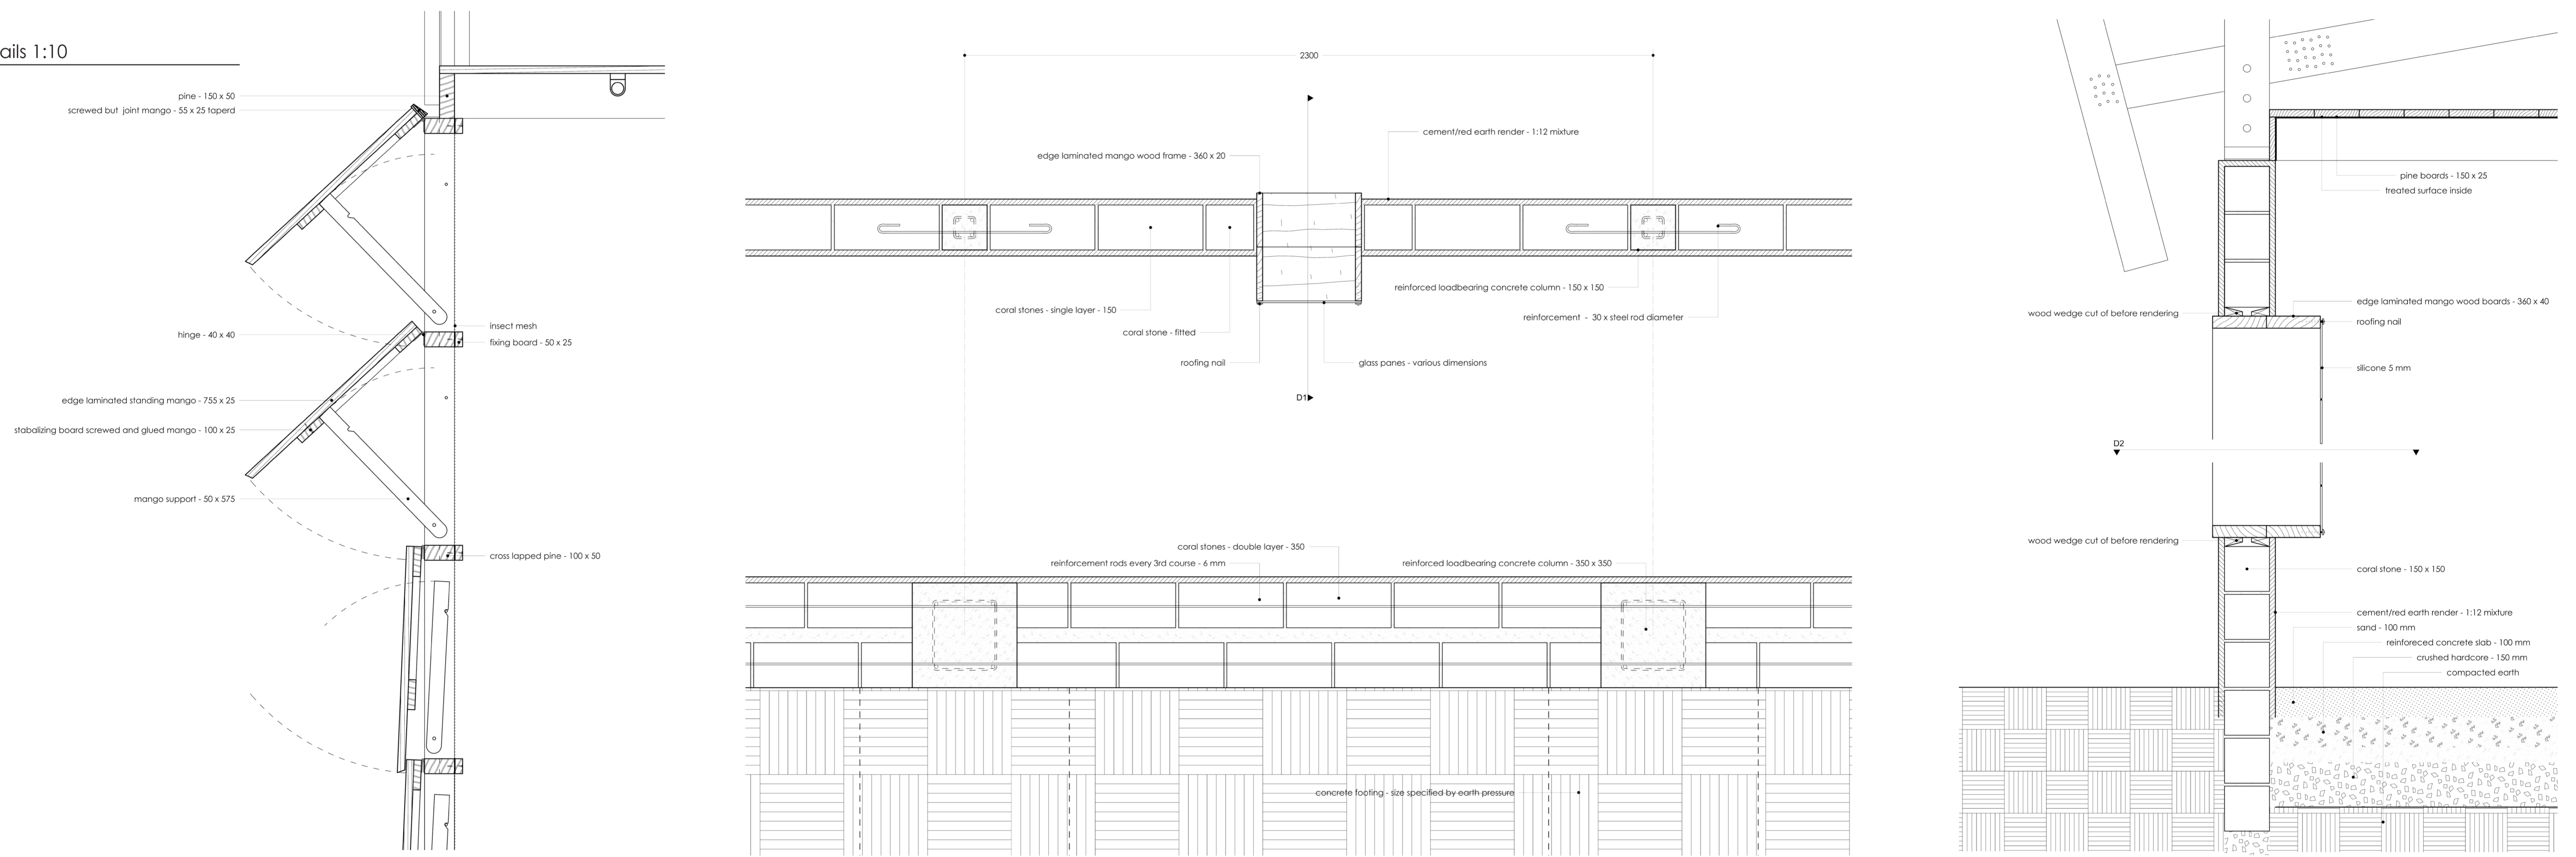 ails 1:10
pine - 150 x 50
screwed but joint mango - 55 x 25 taperd
insect mesh
hinge - 40 x 40
fixing board - 50 x 25
edge laminated standing mango - 755 x 25
stabalizing board screwed and glued mango - 100 x 25
mango support - 50 x 575
cross lapped pine - 100 x 50
2300
cement/red earth render - 1:12 mixture
edge laminated mango wood frame - 360 x 20
reinforced loadbearing concrete column - 150 x 150
coral stones - single layer - 150
reinforcement - 30 x steel rod diameter
coral stone - fitted
roofing nail
glass panes - various dimensions
D1
coral stones - double layer - 350
reinforcement rods every 3rd course - 6 mm
reinforced loadbearing concrete column - 350 x 350
concrete footing - size specified by earth pressure
pine boards - 150 x 25
treated surface inside
edge laminated mango wood boards - 360 x 40
wood wedge cut of before rendering
roofing nail
silicone 5 mm
D2
wood wedge cut of before rendering
coral stone - 150 x 150
cement/red earth render - 1:12 mixture
sand - 100 mm
reinforeced concrete slab - 100 mm
crushed hardcore - 150 mm
compacted earth